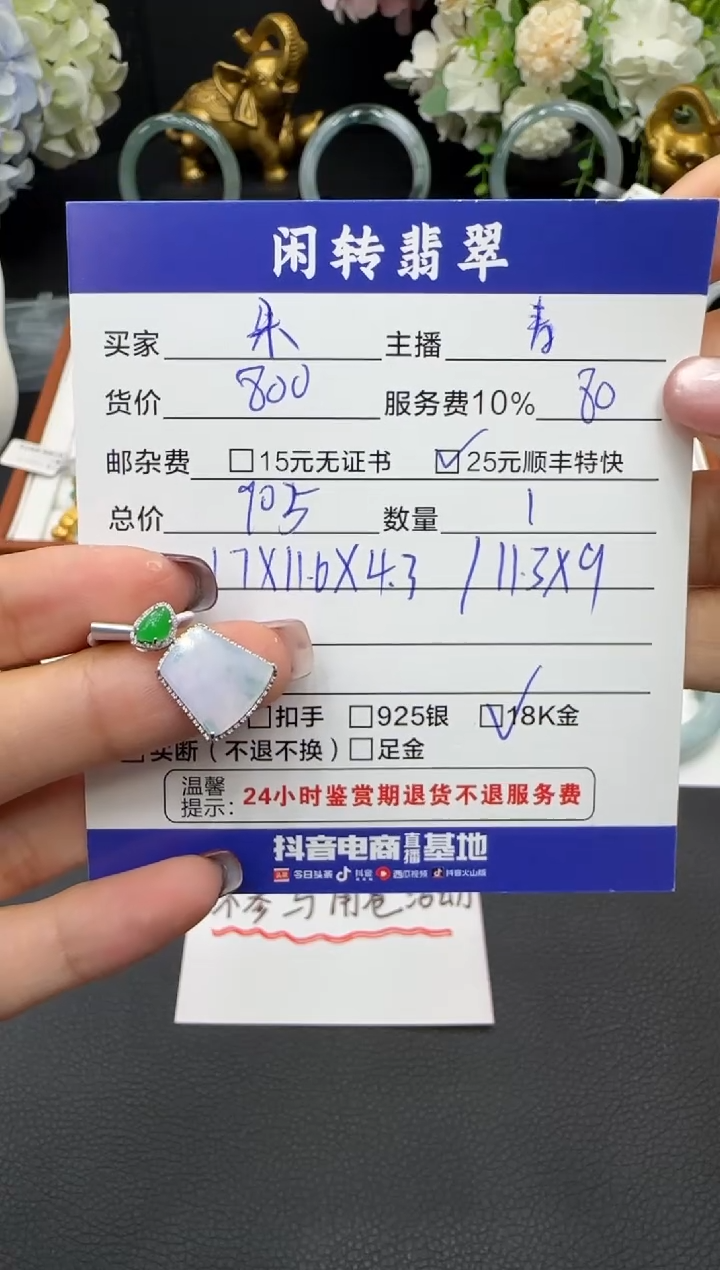 闲转翡翠
买家 朱 主播 青
货价 800 服务费10% 80
邮杂费 □15元无证书 ☑25元顺丰特快
总价 905 数量 1
17X11.6X4.3 / 11.3X9
□扣手 □925银 ☑18K金
□买断（不退不换）□足金
温馨提示：24小时鉴赏期退货不退服务费
抖音电商直播基地
今日头条 抖音 西瓜视频 抖音火山版
不参与